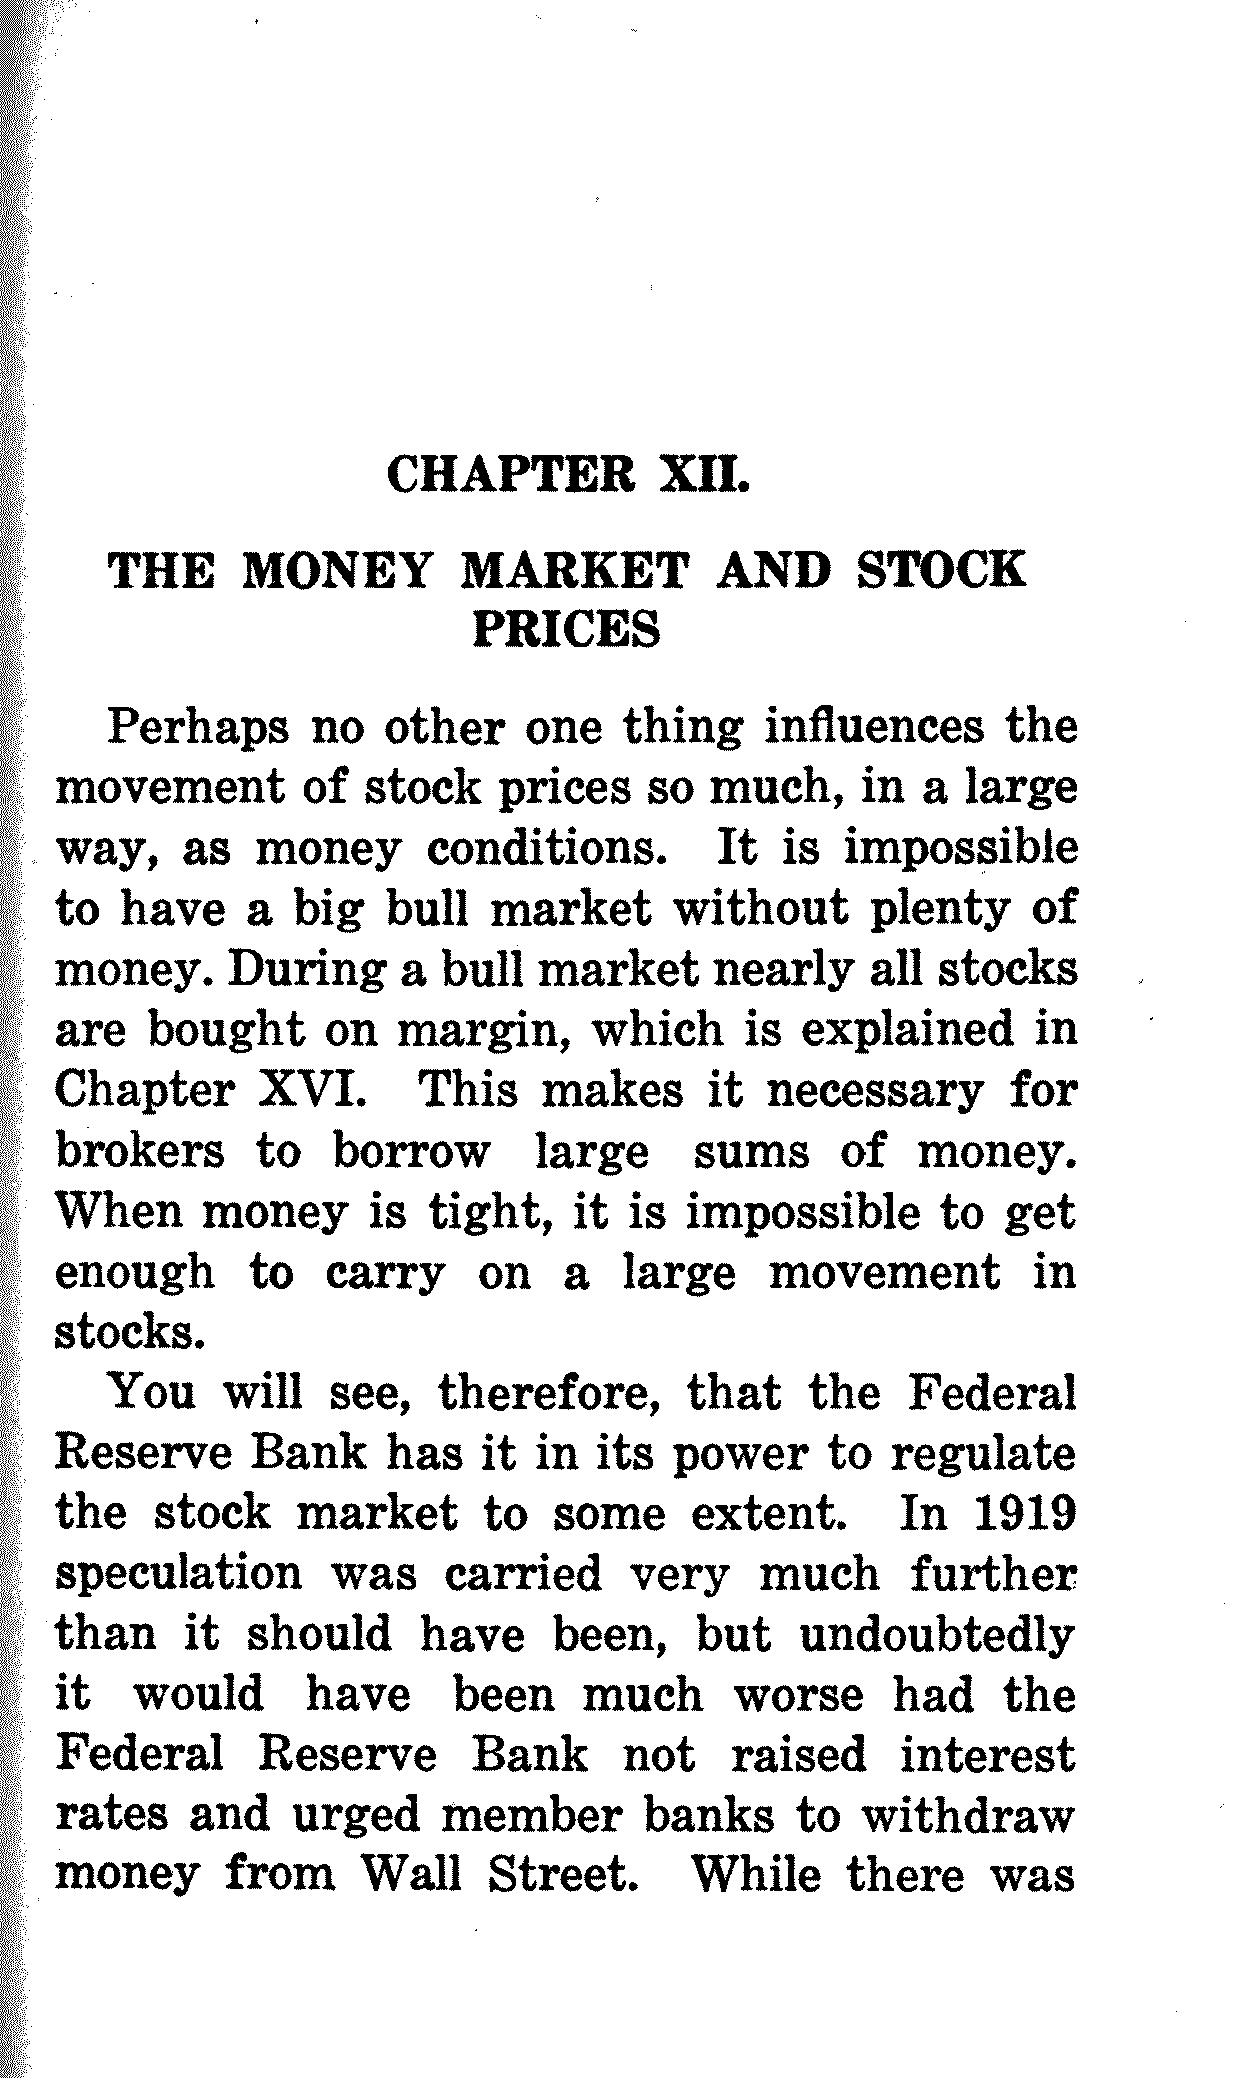 CHAPTER XII.
THE MONEY MARKET AND STOCK
PRICES
Perhaps no other one thing influences the
movement of stock prices so much, in a large
way, as money conditions. It is impossible
to have a big bull market without plenty of
money. During a bull market nearly all stocks
are bought on margin, which is explained in
Chapter XVI. This makes it necessary for
brokers to borrow large sums of money.
When money is tight, it is impossible to get
enough to carry on a large movement in
stocks.
You will see, therefore, that the Federal
Reserve Bank has it in its power to regulate
the stock market to some extent. In 1919
speculation was carried very much further
than it should have been, but undoubtedly
it would have been much worse had the
Federal Reserve Bank not raised interest
rates and urged member banks to withdraw
money from Wall Street. While there was